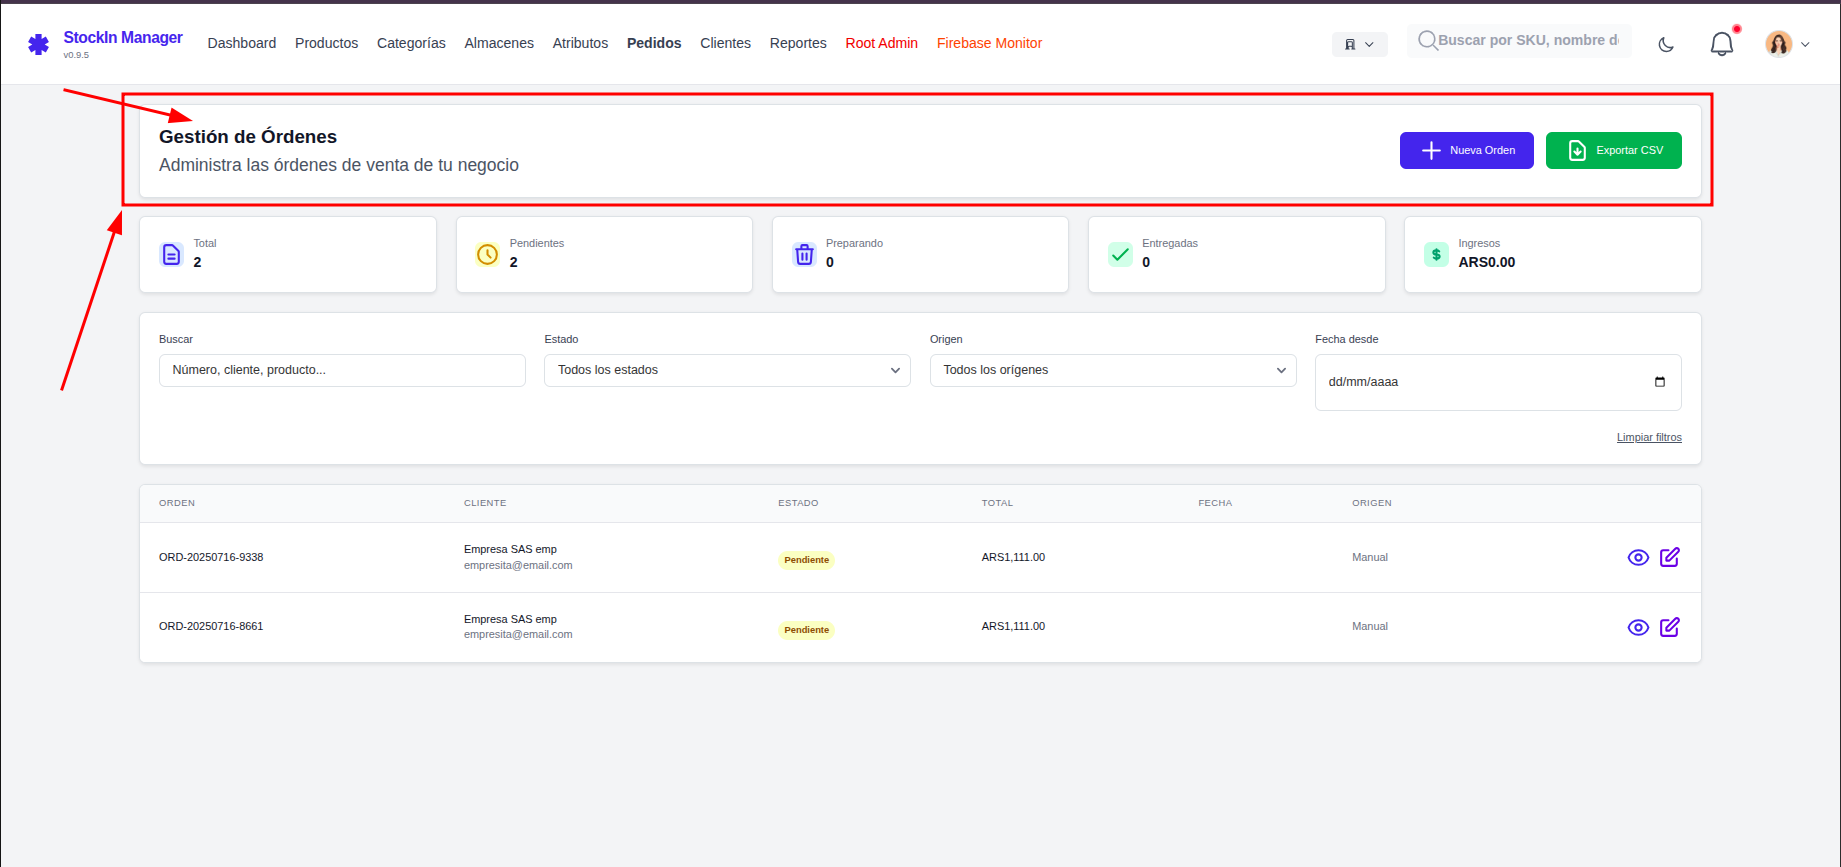 StockIn Manager
v0.9.5
Dashboard Productos Categorías Almacenes Atributos Pedidos Clientes Reportes Root Admin Firebase Monitor
Buscar por SKU, nombre d
Gestión de Órdenes
Administra las órdenes de venta de tu negocio
Nueva Orden
Exportar CSV
Total
2
Pendientes
2
Preparando
0
Entregadas
0
Ingresos
ARS0.00
Buscar
Número, cliente, producto...
Estado
Todos los estados
Origen
Todos los orígenes
Fecha desde
dd/mm/aaaa
Limpiar filtros
ORDEN CLIENTE ESTADO TOTAL FECHA ORIGEN
ORD-20250716-9338
Empresa SAS emp
empresita@email.com
Pendiente
ARS1,111.00
Manual
ORD-20250716-8661
Empresa SAS emp
empresita@email.com
Pendiente
ARS1,111.00
Manual